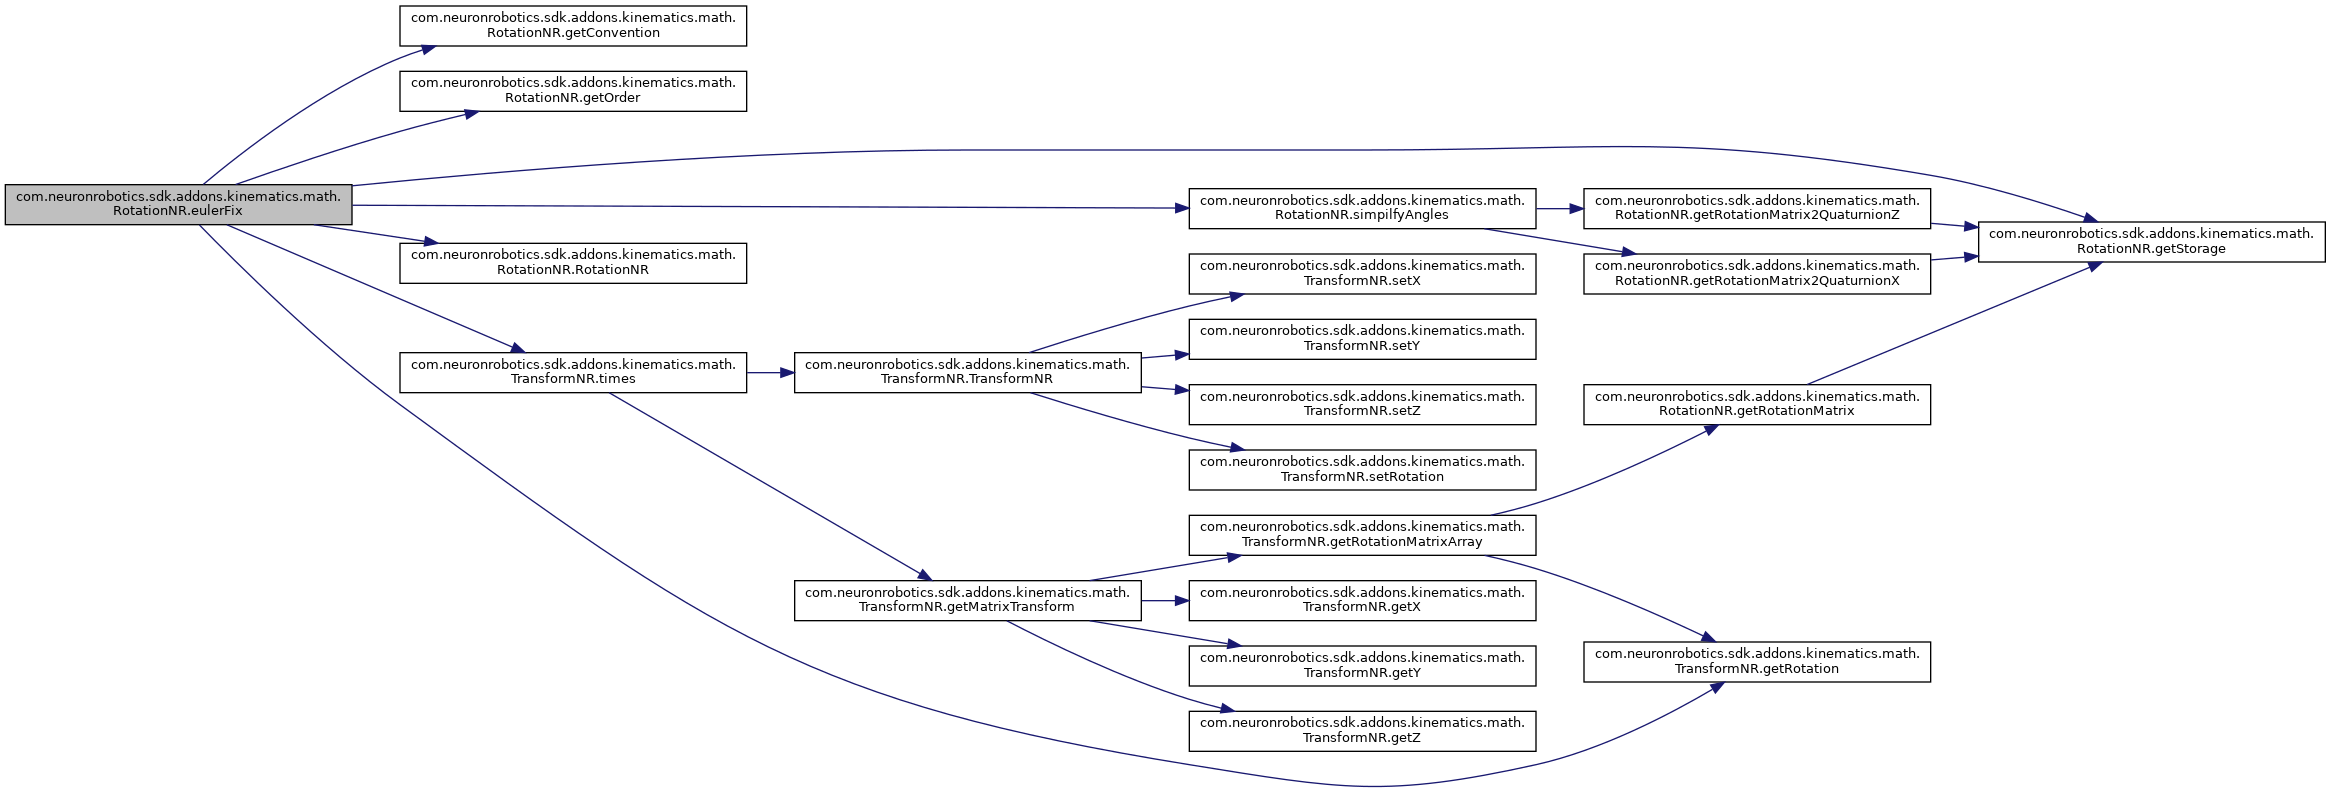 com.neuronrobotics.sdk.addons.kinematics.math.
RotationNR.eulerFix
com.neuronrobotics.sdk.addons.kinematics.math.
RotationNR.getConvention
com.neuronrobotics.sdk.addons.kinematics.math.
RotationNR.getOrder
com.neuronrobotics.sdk.addons.kinematics.math.
RotationNR.RotationNR
com.neuronrobotics.sdk.addons.kinematics.math.
TransformNR.times
com.neuronrobotics.sdk.addons.kinematics.math.
TransformNR.TransformNR
com.neuronrobotics.sdk.addons.kinematics.math.
TransformNR.getMatrixTransform
com.neuronrobotics.sdk.addons.kinematics.math.
RotationNR.simpilfyAngles
com.neuronrobotics.sdk.addons.kinematics.math.
TransformNR.setX
com.neuronrobotics.sdk.addons.kinematics.math.
TransformNR.setY
com.neuronrobotics.sdk.addons.kinematics.math.
TransformNR.setZ
com.neuronrobotics.sdk.addons.kinematics.math.
TransformNR.setRotation
com.neuronrobotics.sdk.addons.kinematics.math.
TransformNR.getRotationMatrixArray
com.neuronrobotics.sdk.addons.kinematics.math.
TransformNR.getX
com.neuronrobotics.sdk.addons.kinematics.math.
TransformNR.getY
com.neuronrobotics.sdk.addons.kinematics.math.
TransformNR.getZ
com.neuronrobotics.sdk.addons.kinematics.math.
RotationNR.getRotationMatrix2QuaturnionZ
com.neuronrobotics.sdk.addons.kinematics.math.
RotationNR.getRotationMatrix2QuaturnionX
com.neuronrobotics.sdk.addons.kinematics.math.
RotationNR.getRotationMatrix
com.neuronrobotics.sdk.addons.kinematics.math.
TransformNR.getRotation
com.neuronrobotics.sdk.addons.kinematics.math.
RotationNR.getStorage